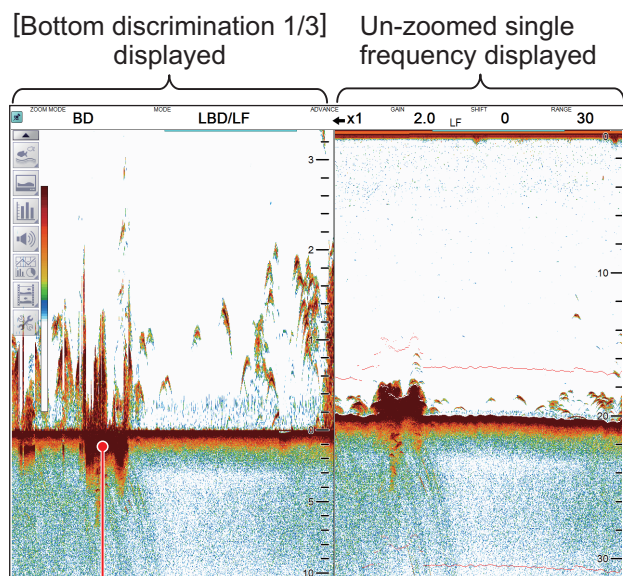 [Bottom discrimination 1/3] displayed
Un-zoomed single frequency displayed
ZOOM MODE MODE ADVANCE GAIN SHIFT RANGE
BD LBD/LF x1 2.0 LF 0 30
3
2
0
5
10
0
10
20
30